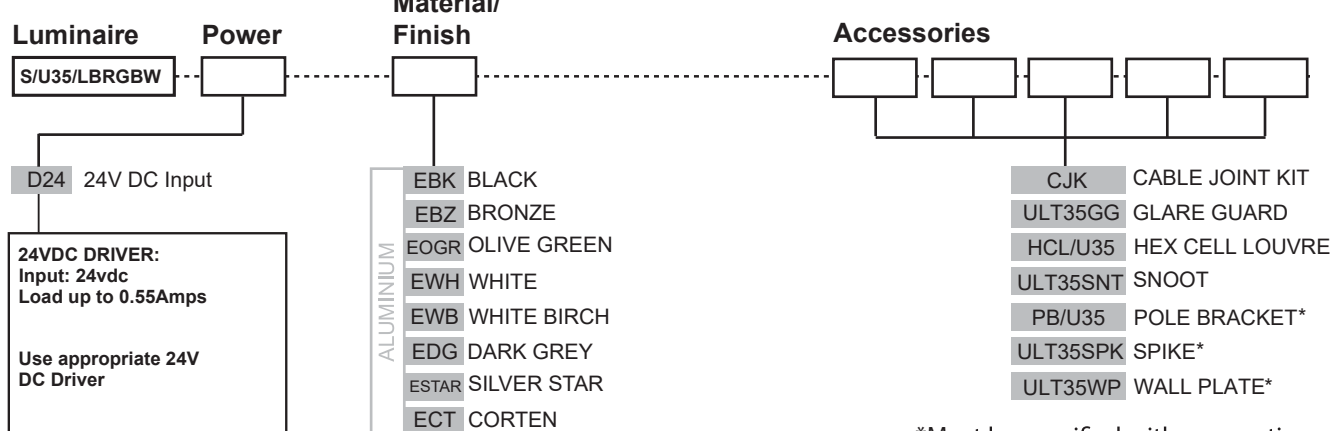 Material/
Luminaire Power Finish Accessories
S/U35/LBRGBW
D24 24V DC Input
24VDC DRIVER:
Input: 24vdc
Load up to 0.55Amps
Use appropriate 24V
DC Driver
ALUMINIUM
EBK BLACK
EBZ BRONZE
EOGR OLIVE GREEN
EWH WHITE
EWB WHITE BIRCH
EDG DARK GREY
ESTAR SILVER STAR
ECT CORTEN
CJK CABLE JOINT KIT
ULT35GG GLARE GUARD
HCL/U35 HEX CELL LOUVRE
ULT35SNT SNOOT
PB/U35 POLE BRACKET*
ULT35SPK SPIKE*
ULT35WP WALL PLATE*